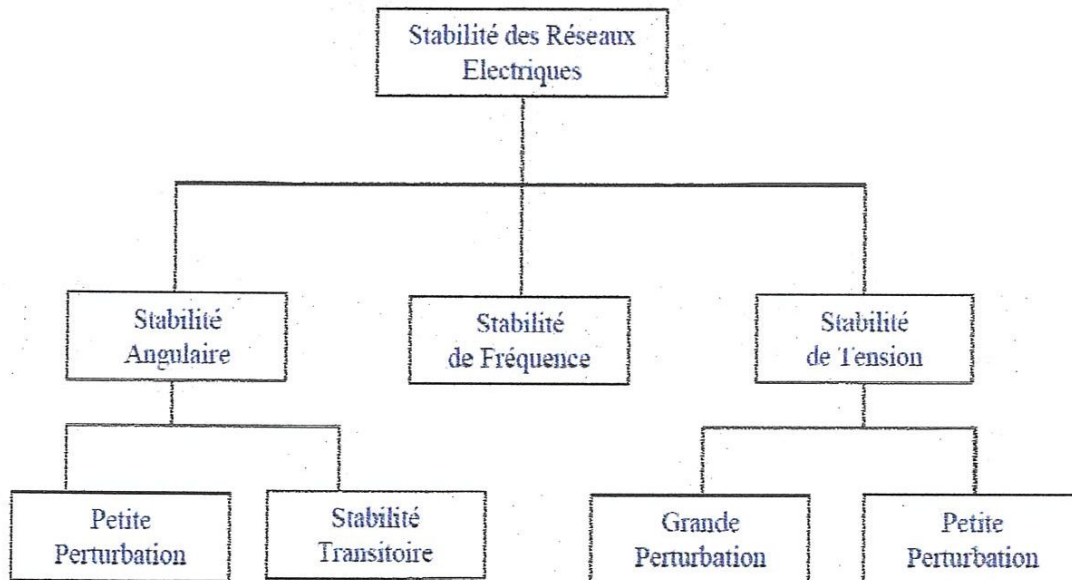 Stabilité des Réseaux
Electriques
Stabilité
Angulaire
Stabilité
de Fréquence
Stabilité
de Tension
Petite
Perturbation
Stabilité
Transitoire
Grande
Perturbation
Petite
Perturbation